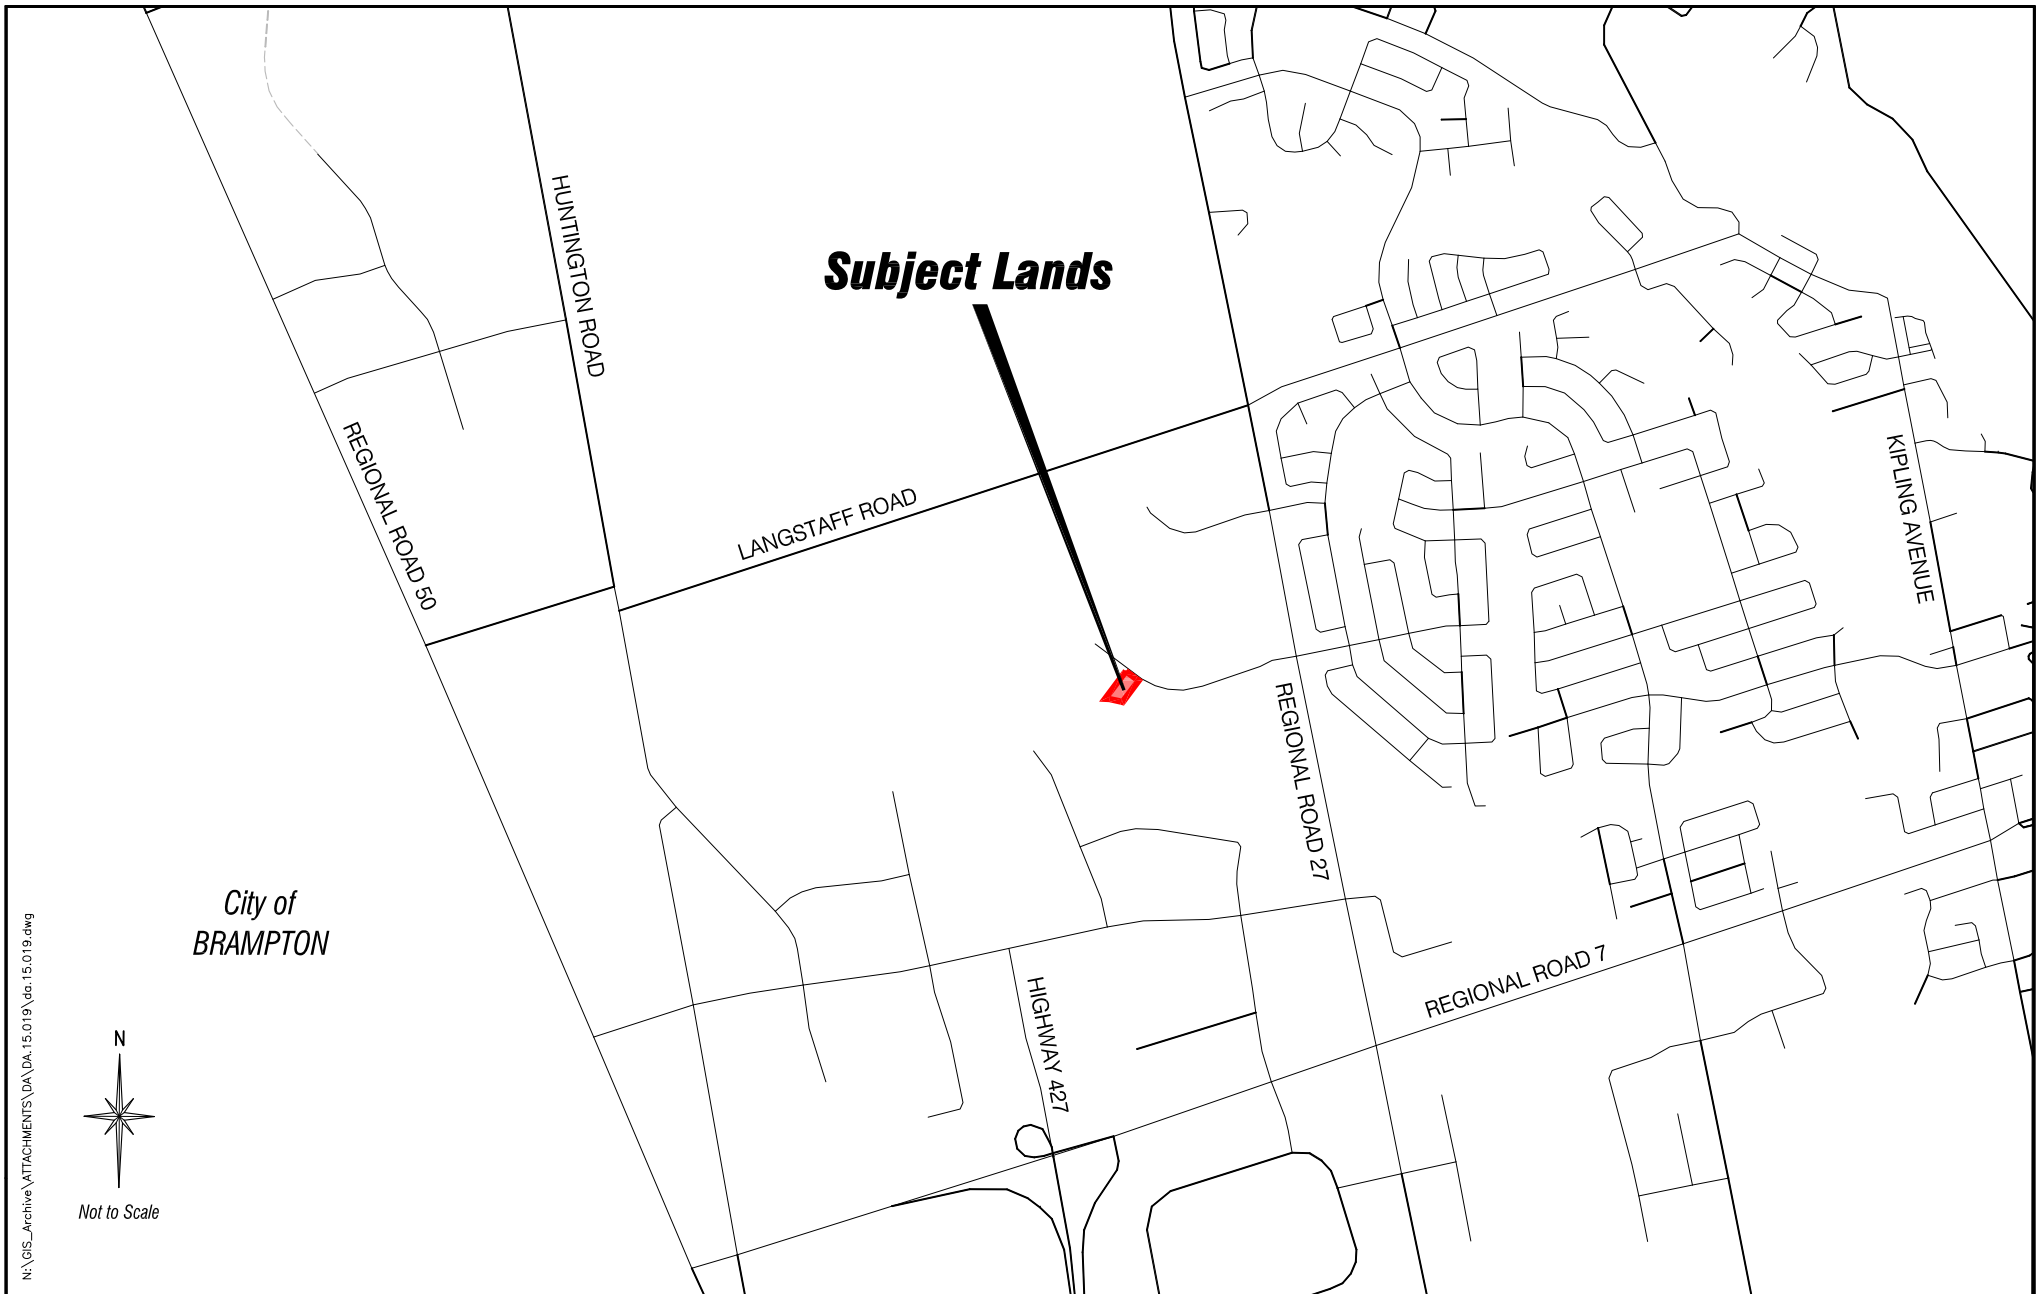 HUNTINGTON ROAD
Subject Lands
REGIONAL ROAD 50
LANGSTAFF ROAD
KIPLING AVENUE
REGIONAL ROAD 27
City of
BRAMPTON
REGIONAL ROAD 7
HIGHWAY 427
N
Not to Scale
N:\GIS_Archive\ATTACHMENTS\DA\DA.15.019\da.15.019.dwg